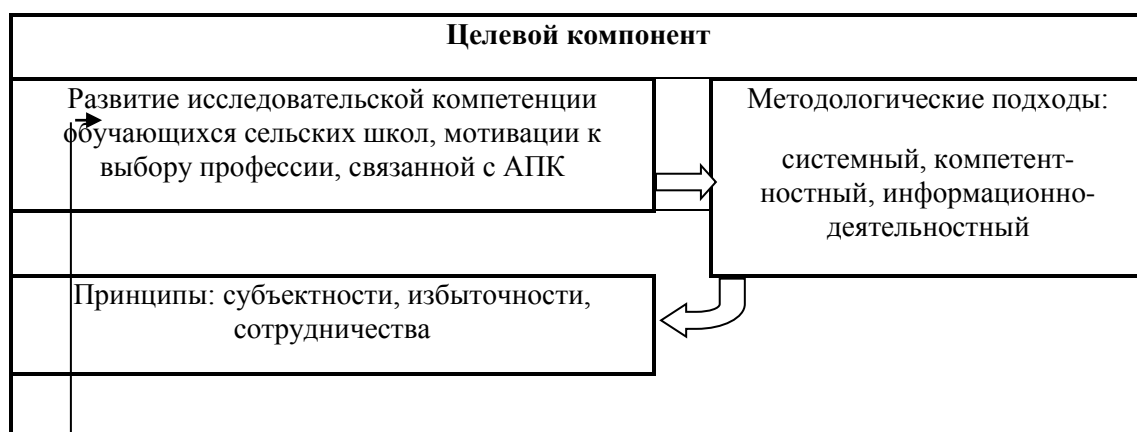 Целевой компонент
Развитие исследовательской компетенции
обучающихся сельских школ, мотивации к
выбору профессии, связанной с АПК
Методологические подходы:
системный, компетент-
ностный, информационно-
деятельностный
Принципы: субъектности, избыточности,
сотрудничества